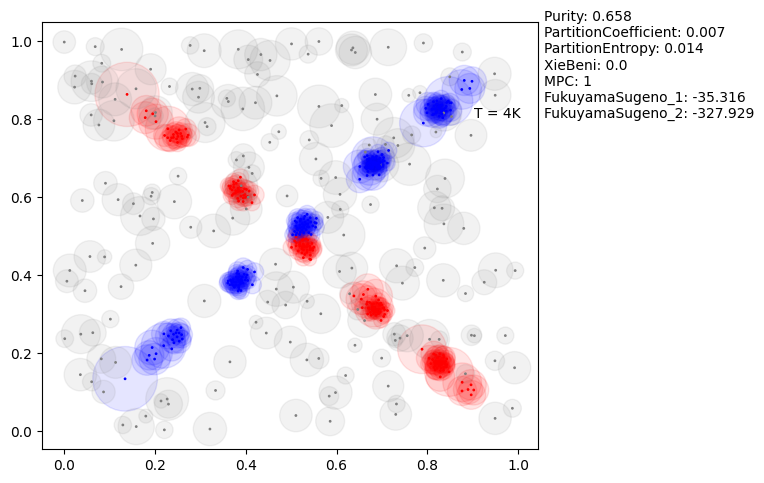 Purity: 0.658
PartitionCoefficient: 0.007
PartitionEntropy: 0.014
XieBeni: 0.0
MPC: 1
FukuyamaSugeno_1: -35.316
FukuyamaSugeno_2: -327.929
T = 4K
1.0
0.8
0.6
0.4
0.2
0.0
0.0 0.2 0.4 0.6 0.8 1.0